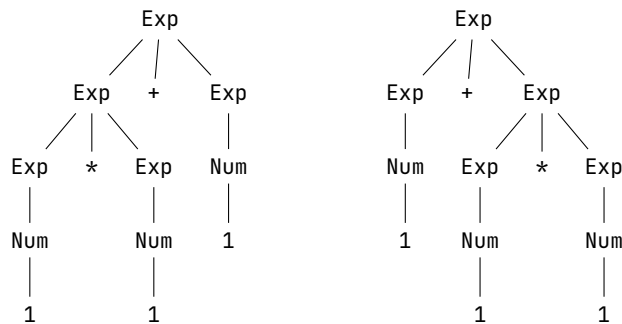 Exp Exp
Exp + Exp Exp + Exp
Exp * Exp Num Num Exp * Exp
Num Num 1 1 Num Num
1 1 1 1